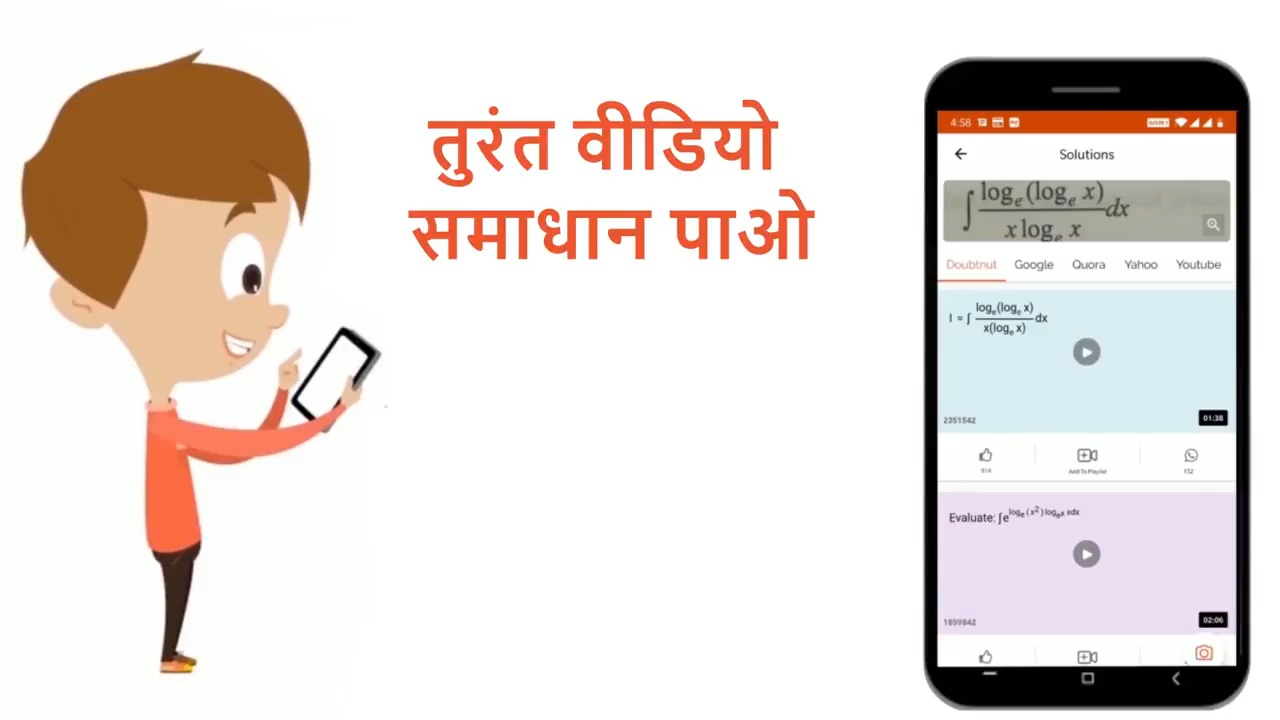 तुरंत वीडियो
समाधान पाओ
4:58
Solutions
∫ logₑ(logₑ x) / x logₑ x dx
Doubtnut Google Quora Yahoo Youtube
I = ∫ logₑ(logₑ x) / x(logₑ x) dx
2351542 01:38
914 Add To Playlist 152
Evaluate: ∫e^logₑ(x²)logₑx xdx
1859842 02:06